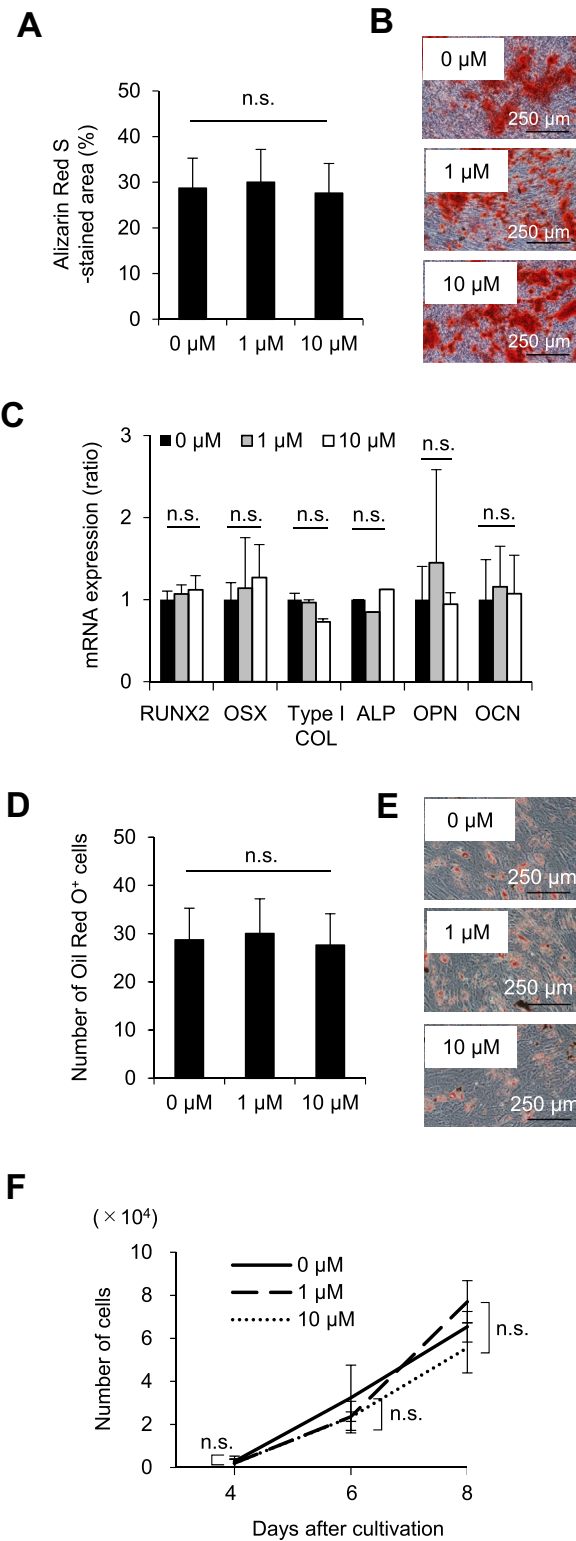 A
B
50
40
30
20
10
0
Alizarin Red S
-stained area (%)
n.s.
0 µM
1 µM
10 µM
0 µM
250 µm
1 µM
250 µm
10 µM
250 µm
C
3
2
1
0
mRNA expression (ratio)
0 µM
1 µM
10 µM
n.s.
n.s.
n.s.
n.s.
n.s.
n.s.
RUNX2
OSX
Type I
COL
ALP
OPN
OCN
D
E
50
40
30
20
10
0
Number of Oil Red O⁺ cells
n.s.
0 µM
1 µM
10 µM
0 µM
250 µm
1 µM
250 µm
10 µM
250 µm
F
(×10⁴)
10
8
6
4
2
0
Number of cells
0 µM
1 µM
10 µM
n.s.
n.s.
n.s.
4
6
8
Days after cultivation